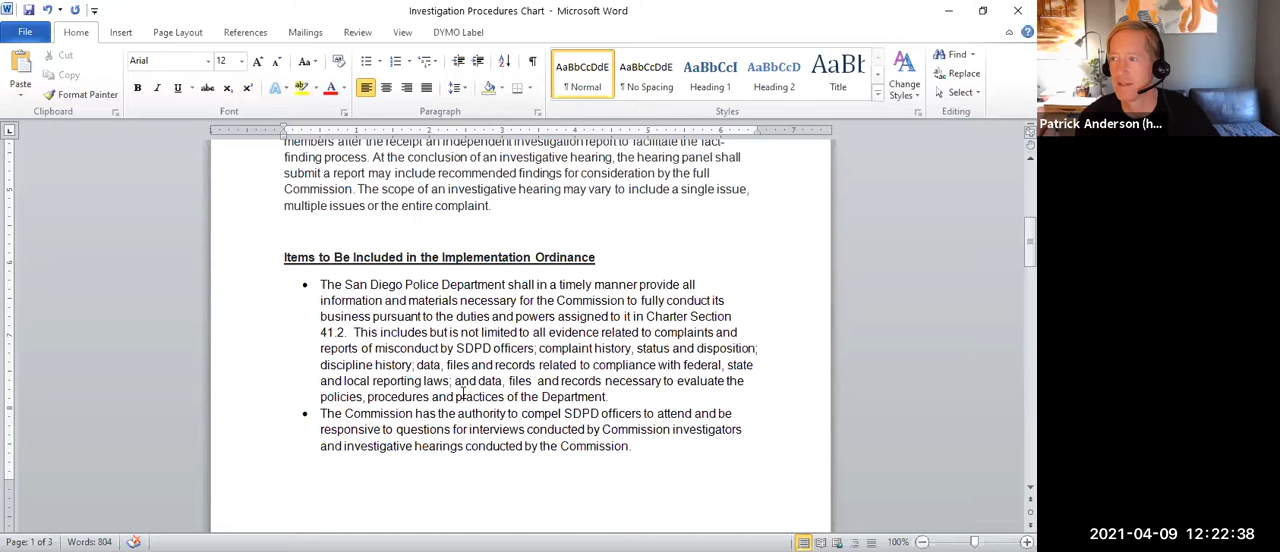 Investigation Procedures Chart - Microsoft Word
File Home Insert Page Layout References Mailings Review View DYMO Label
Paste
Cut
Copy
Format Painter
Clipboard
Arial 12
Font
Paragraph
AaBbCcDdE AaBbCcDdE AaBbCcI AaBbCcD AaBb
¶ Normal ¶ No Spacing Heading 1 Heading 2 Title
Change Styles
Styles
Find
Replace
Select
Editing
Patrick Anderson (h...
members after the receipt an independent investigation report to facilitate the fact-
finding process. At the conclusion of an investigative hearing, the hearing panel shall
submit a report may include recommended findings for consideration by the full
Commission. The scope of an investigative hearing may vary to include a single issue,
multiple issues or the entire complaint.
Items to Be Included in the Implementation Ordinance
• The San Diego Police Department shall in a timely manner provide all
information and materials necessary for the Commission to fully conduct its
business pursuant to the duties and powers assigned to it in Charter Section
41.2. This includes but is not limited to all evidence related to complaints and
reports of misconduct by SDPD officers; complaint history, status and disposition;
discipline history; data, files and records related to compliance with federal, state
and local reporting laws; and data, files and records necessary to evaluate the
policies, procedures and practices of the Department.
• The Commission has the authority to compel SDPD officers to attend and be
responsive to questions for interviews conducted by Commission investigators
and investigative hearings conducted by the Commission.
Page: 1 of 3 Words: 804 100%
2021-04-09 12:22:38